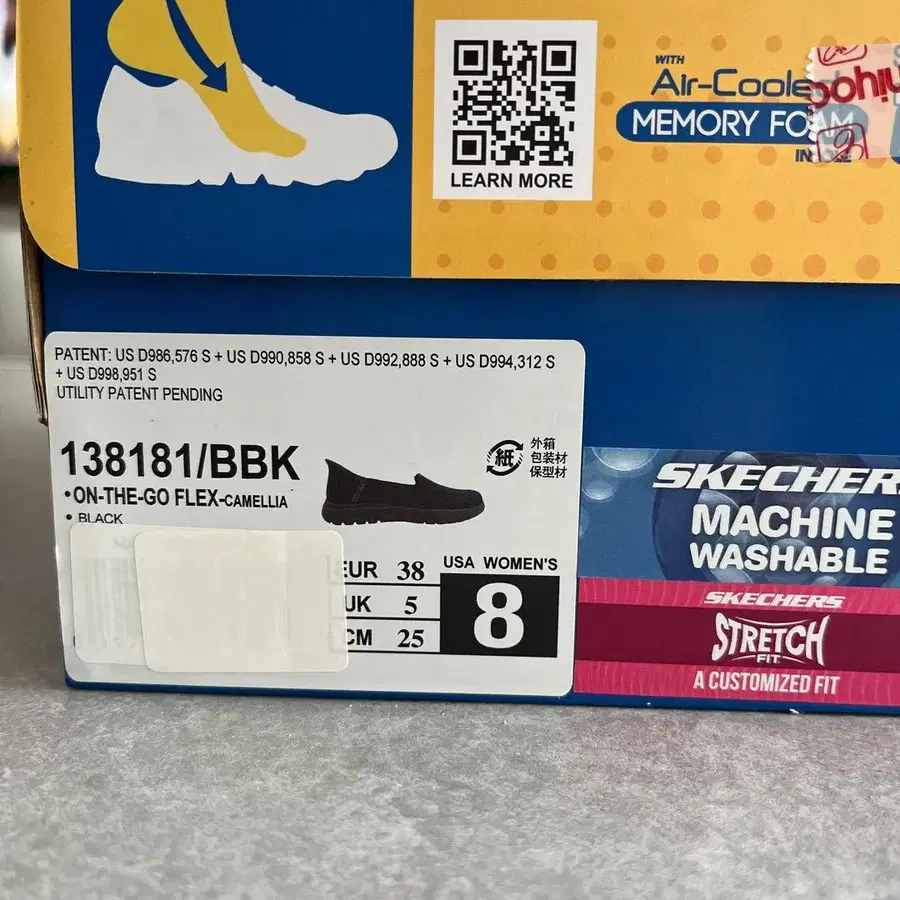 LEARN MORE
WITH
Air-Cooled
MEMORY FOAM
PATENT: US D986,576 S + US D990,858 S + US D992,888 S + US D994,312 S
+ US D998,951 S
UTILITY PATENT PENDING
138181/BBK
• ON-THE-GO FLEX-CAMELLIA
• BLACK
紙
外箱
包装材
保型材
EUR 38
UK 5
CM 25
USA WOMEN'S
8
SKECHER
MACHINE
WASHABLE
SKECHERS
STRETCH
FIT
A CUSTOMIZED FIT